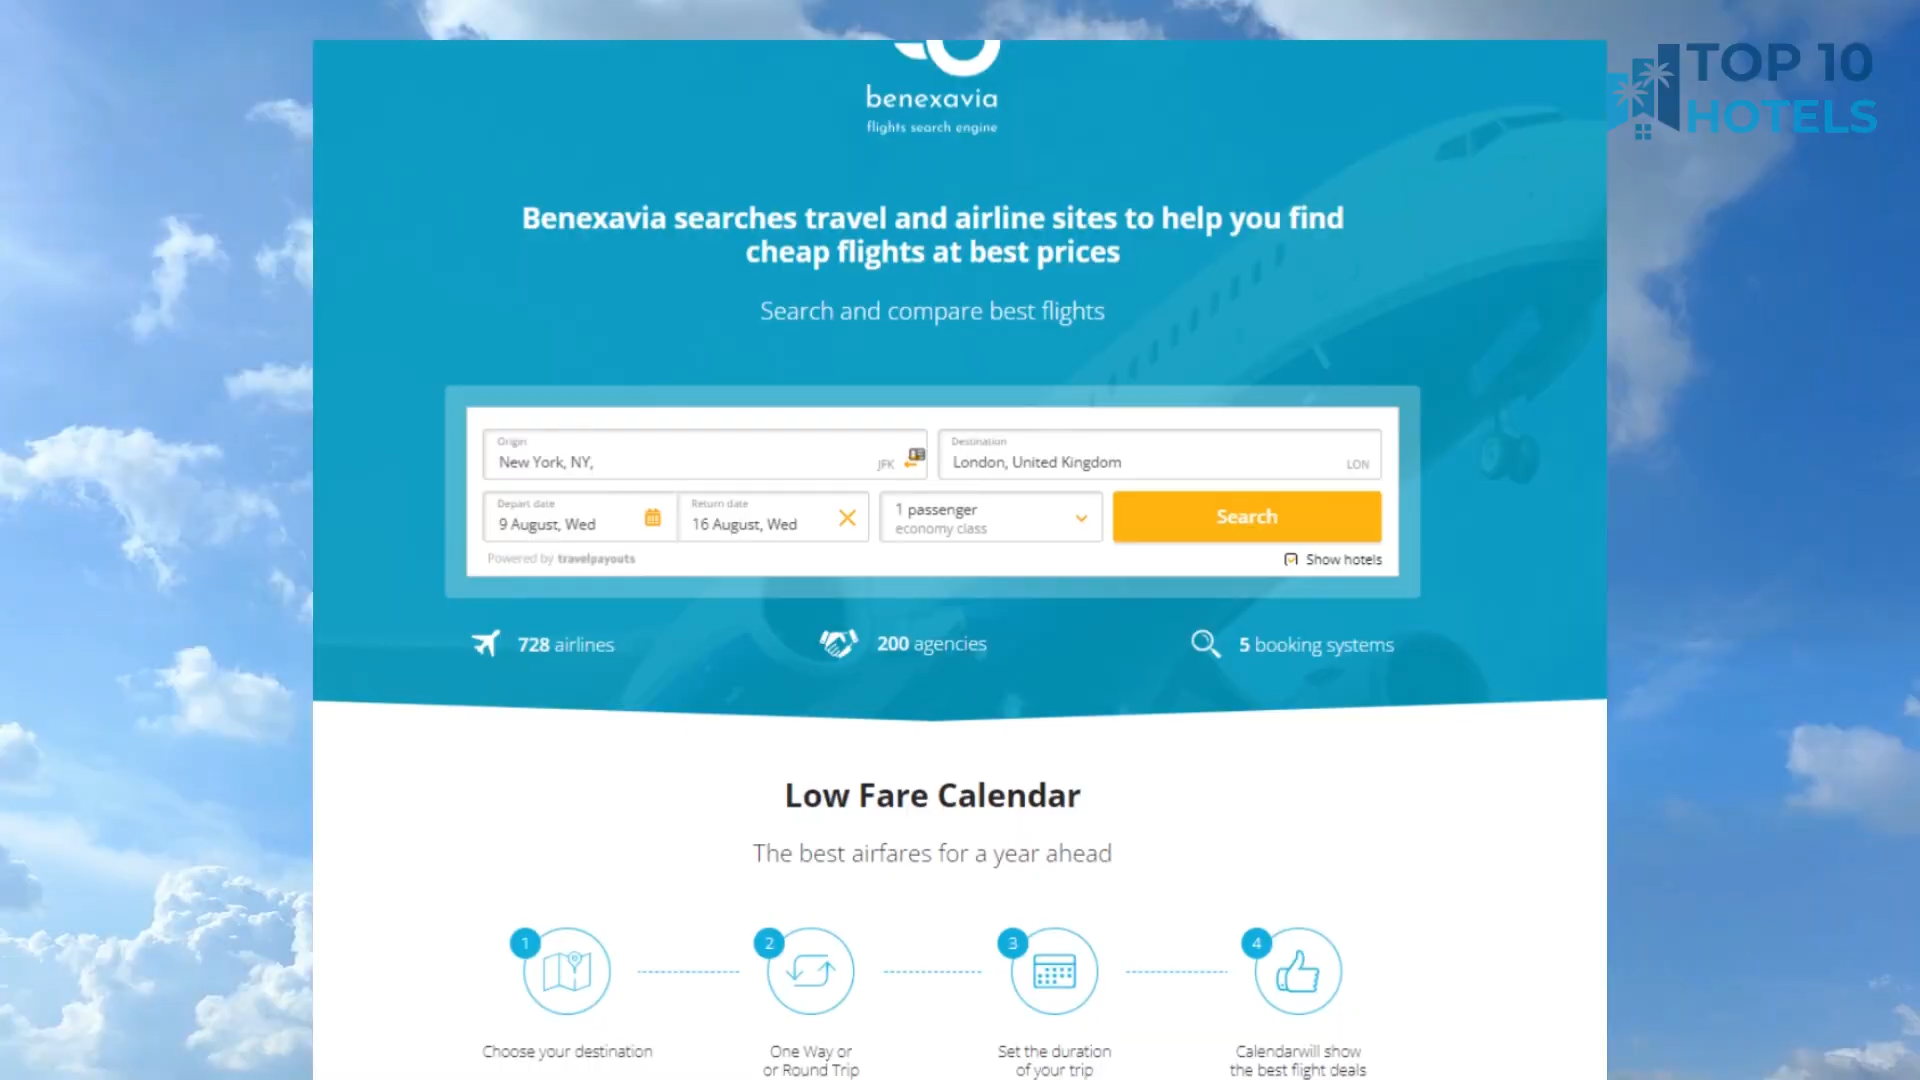 TOP 10
HOTELS
benexavia
flights search engine
Benexavia searches travel and airline sites to help you find
cheap flights at best prices
Search and compare best flights
Origin
New York, NY,
JFK
Destination
London, United Kingdom
LON
Depart date
9 August, Wed
Return date
16 August, Wed
1 passenger
economy class
Search
Powered by travelpayouts
Show hotels
728 airlines
200 agencies
5 booking systems
Low Fare Calendar
The best airfares for a year ahead
1
2
3
4
Choose your destination
One Way or
or Round Trip
Set the duration
of your trip
Calendarwill show
the best flight deals